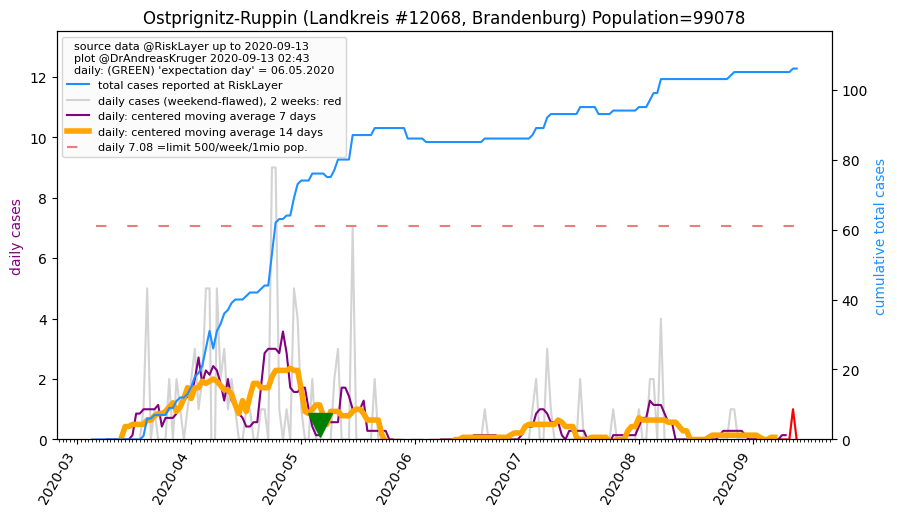 Ostprignitz-Ruppin (Landkreis #12068, Brandenburg) Population=99078
source data @RiskLayer up to 2020-09-13
plot @DrAndreasKruger 2020-09-13 02:43
daily: (GREEN) 'expectation day' = 06.05.2020
total cases reported at RiskLayer
daily cases (weekend-flawed), 2 weeks: red
daily: centered moving average 7 days
daily: centered moving average 14 days
daily 7.08 =limit 500/week/1mio pop.
daily cases
12
10
8
6
4
2
0
cumulative total cases
100
80
60
40
20
0
2020-03
2020-04
2020-05
2020-06
2020-07
2020-08
2020-09